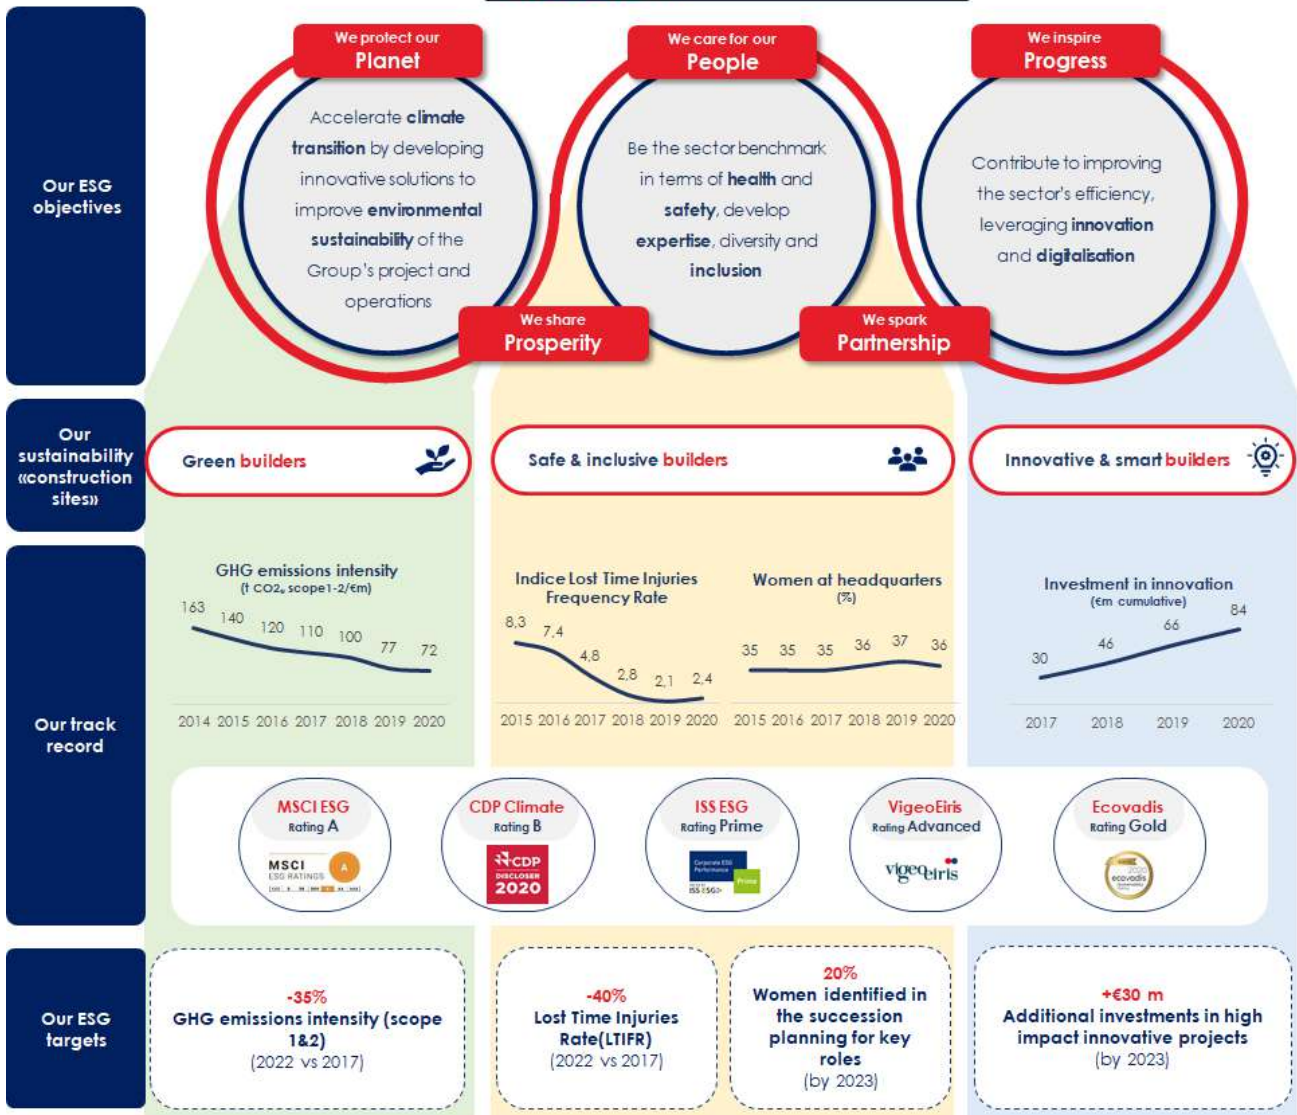 We protect our
Planet
We care for our
People
We inspire
Progress
Our ESG
objectives
Accelerate climate
transition by developing
innovative solutions to
improve environmental
sustainability of the
Group's project and
operations
Be the sector benchmark
in terms of health and
safety, develop
expertise, diversity and
inclusion
Contribute to improving
the sector's efficiency,
leveraging innovation
and digitalisation
We share
Prosperity
We spark
Partnership
Our
sustainability
«construction
sites»
Green builders
Safe & inclusive builders
Innovative & smart builders
Our track
record
GHG emissions intensity
(t CO2e scope1-2/€m)
163
140
120
110
100
77
72
2014 2015 2016 2017 2018 2019 2020
Indice Lost Time Injuries
Frequency Rate
8,3
7,4
4,8
2,8
2,1
2,4
2015 2016 2017 2018 2019 2020
Women at headquarters
(%)
35
35
35
36
37
36
2015 2016 2017 2018 2019 2020
Investment in innovation
(€m cumulative)
30
46
66
84
2017 2018 2019 2020
MSCI ESG
Rating A
MSCI
ESG RATINGS
A
CDP Climate
Rating B
CDP
DISCLOSER
2020
ISS ESG
Rating Prime
Corporate ESG
Performance
Prime
ISS ESG
VigeoEiris
Rating Advanced
vigeoeiris
Ecovadis
Rating Gold
2020
ecovadis
Our ESG
targets
-35%
GHG emissions intensity (scope
1&2)
(2022 vs 2017)
-40%
Lost Time Injuries
Rate(LTIFR)
(2022 vs 2017)
20%
Women identified in
the succession
planning for key
roles
(by 2023)
+€30 m
Additional investments in high
impact innovative projects
(by 2023)